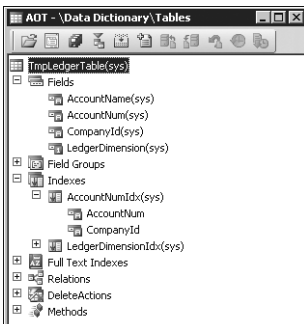 AOT - \Data Dictionary\Tables
TmpLedgerTable(sys)
Fields
AccountName(sys)
AccountNum(sys)
CompanyId(sys)
LedgerDimension(sys)
Field Groups
Indexes
AccountNumIdx(sys)
AccountNum
CompanyId
LedgerDimensionIdx(sys)
Full Text Indexes
Relations
DeleteActions
Methods